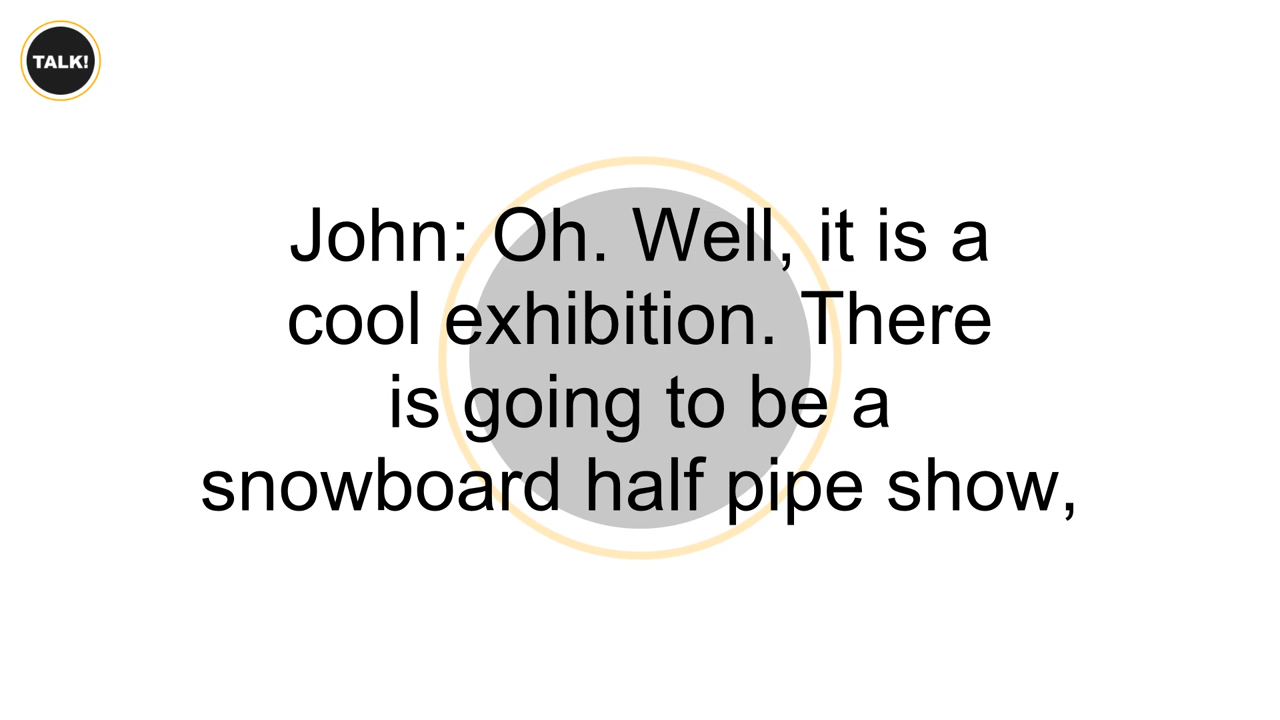 TALK!
John: Oh. Well, it is a
cool exhibition. There
is going to be a
snowboard half pipe show,